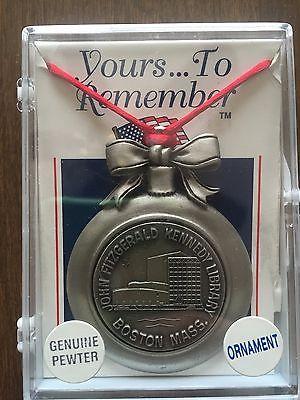 Yours...To
Remember
TM
JOHN FITZGERALD KENNEDY LIBRARY
BOSTON MASS.
GENUINE
PEWTER
ORNAMENT